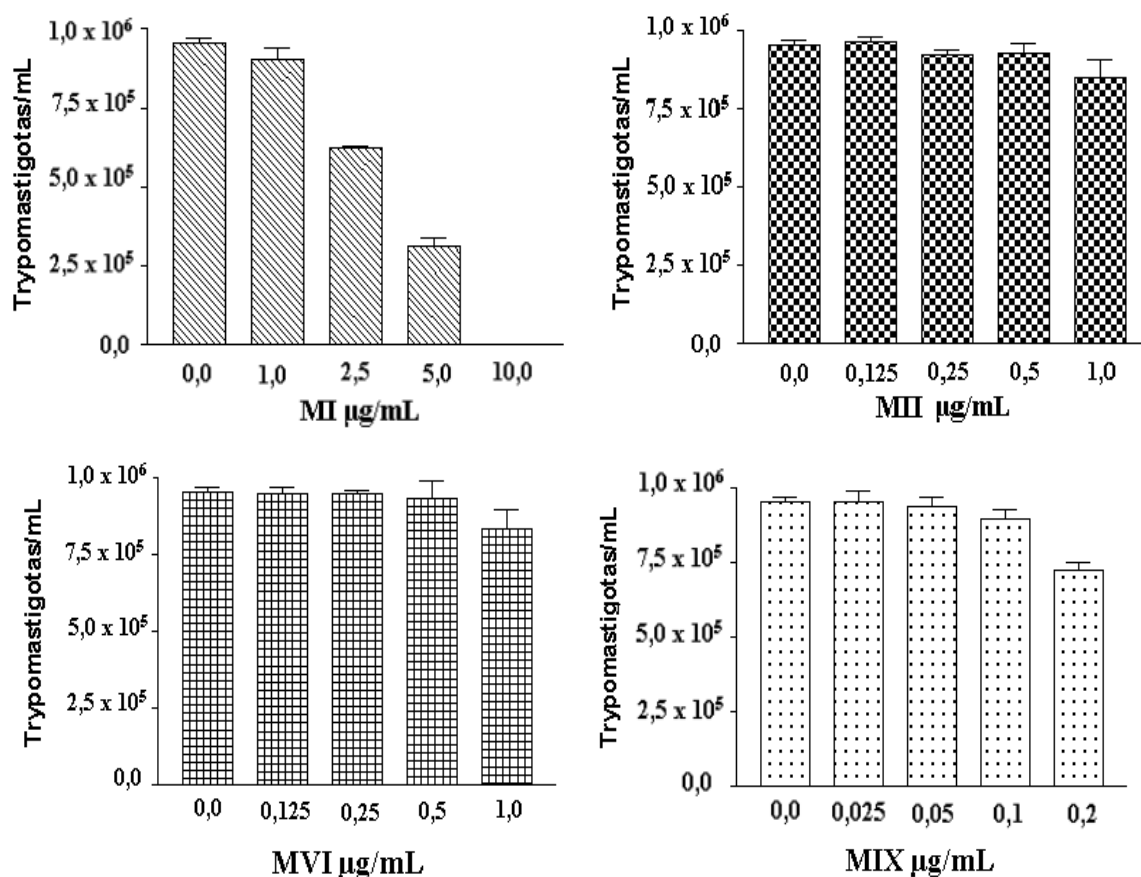 Trypomastigotas/mL
1,0 x 10⁶
7,5 x 10⁵
5,0 x 10⁵
2,5 x 10⁵
0,0
0,0 1,0 2,5 5,0 10,0
MI µg/mL
Trypomastigotas/mL
1,0 x 10⁶
7,5 x 10⁵
5,0 x 10⁵
2,5 x 10⁵
0,0
0,0 0,125 0,25 0,5 1,0
MII µg/mL
Trypomastigotas/mL
1,0 x 10⁶
7,5 x 10⁵
5,0 x 10⁵
2,5 x 10⁵
0,0
0,0 0,125 0,25 0,5 1,0
MVI µg/mL
Trypomastigotas/mL
1,0 x 10⁶
7,5 x 10⁵
5,0 x 10⁵
2,5 x 10⁵
0,0
0,0 0,025 0,05 0,1 0,2
MIX µg/mL